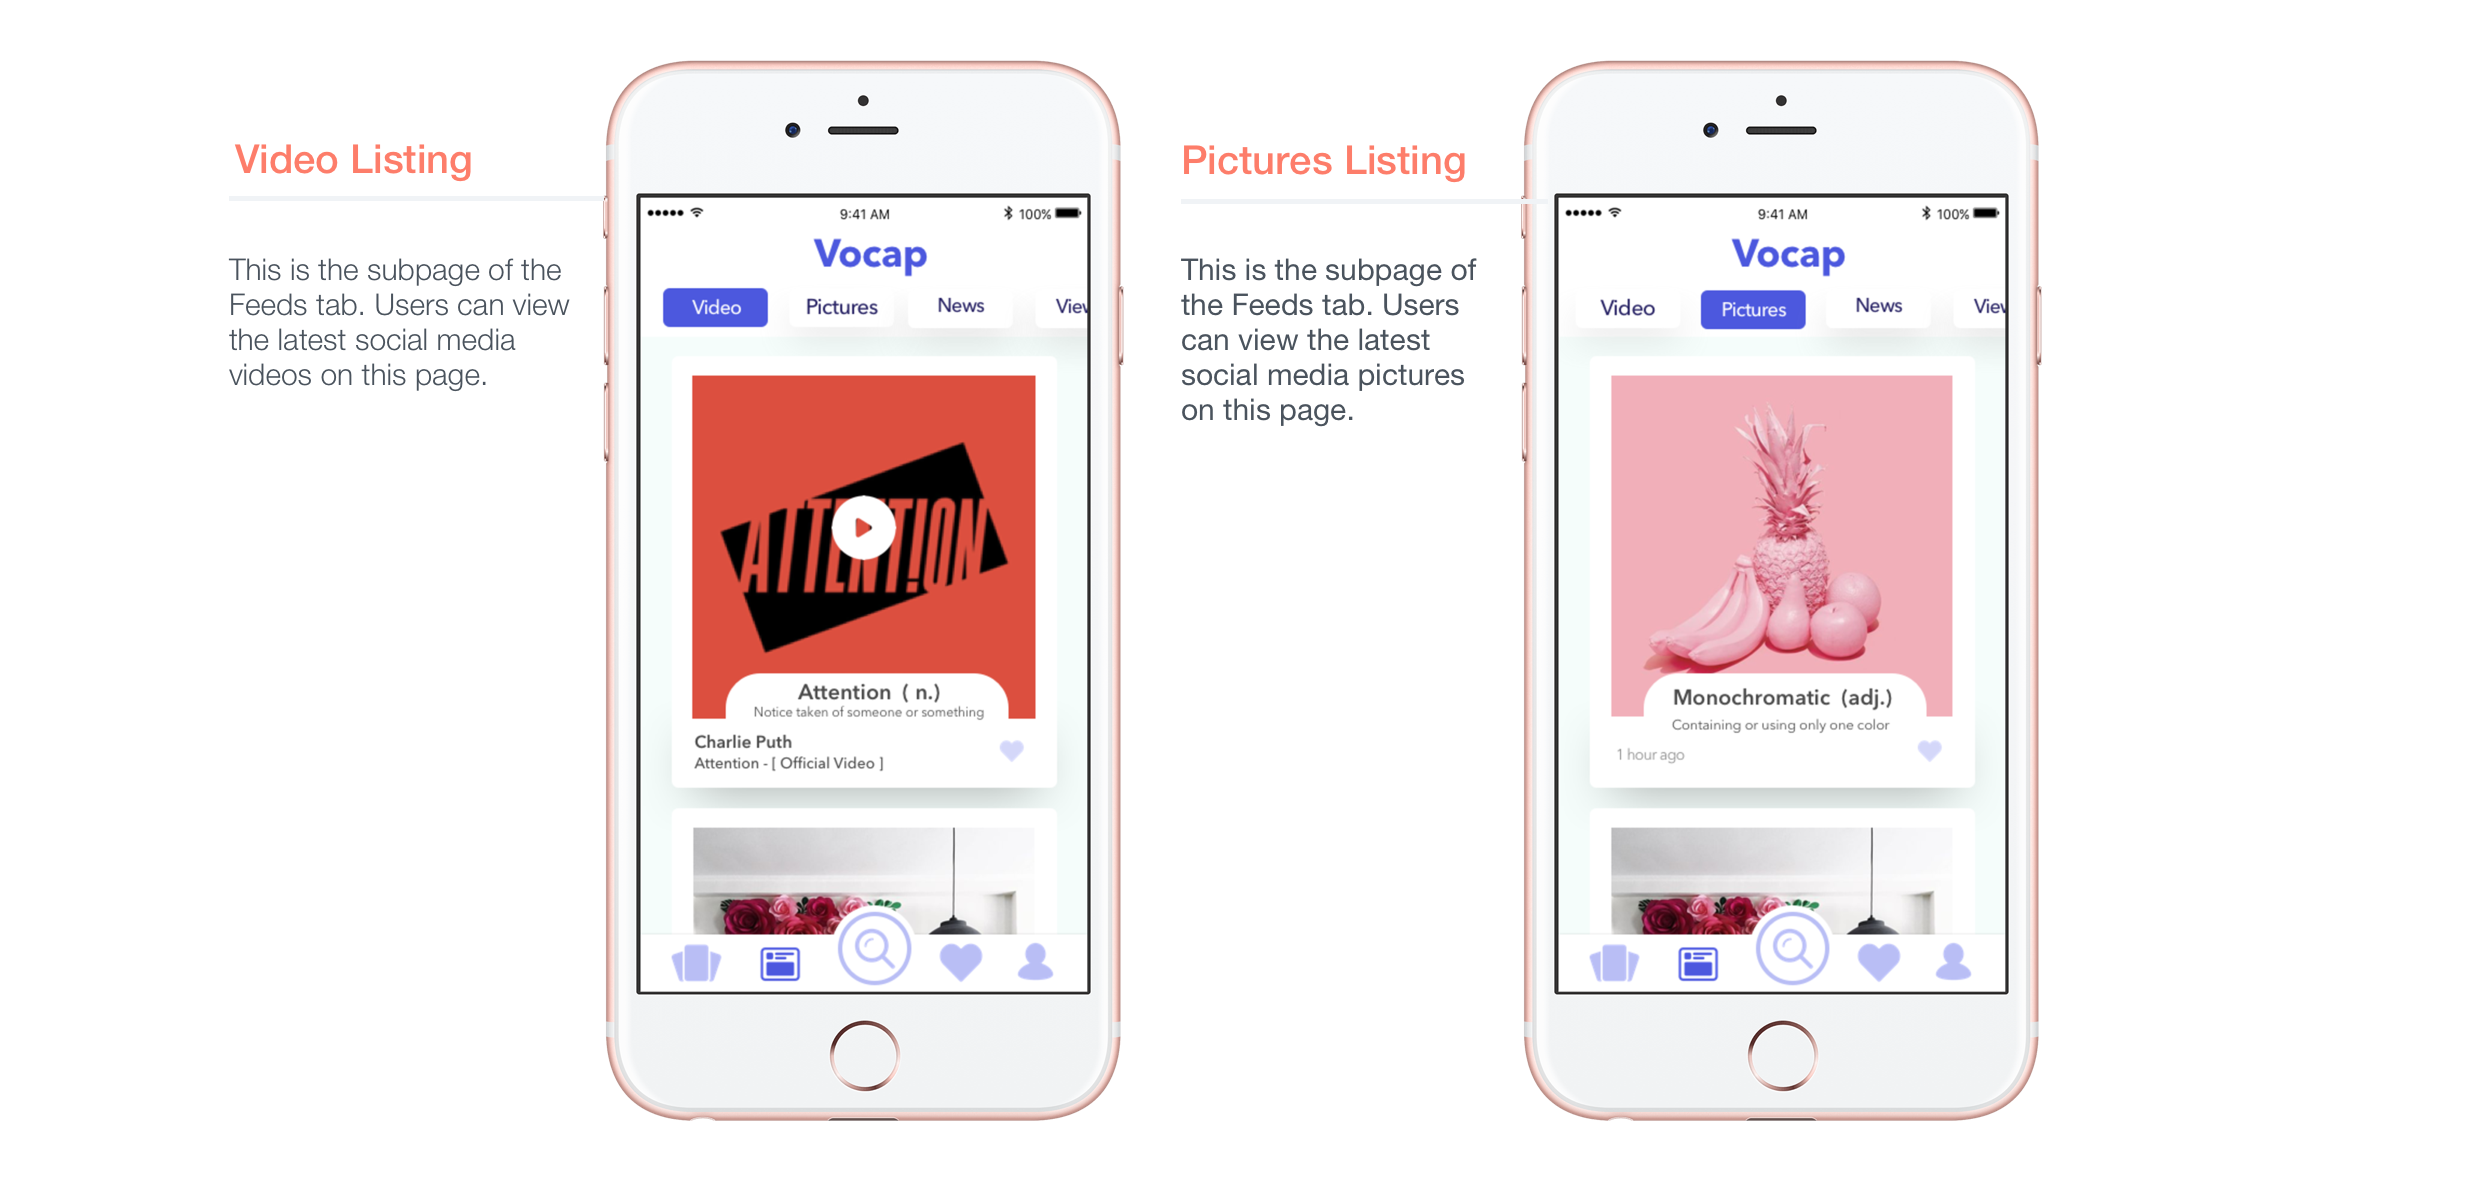 Video Listing
This is the subpage of the
Feeds tab. Users can view
the latest social media
videos on this page.
9:41 AM
100%
Vocap
Video
Pictures
News
View
ATTENTION
Attention ( n.)
Notice taken of someone or something
Charlie Puth
Attention - [ Official Video ]
Pictures Listing
This is the subpage of
the Feeds tab. Users
can view the latest
social media pictures
on this page.
9:41 AM
100%
Vocap
Video
Pictures
News
View
Monochromatic (adj.)
Containing or using only one color
1 hour ago